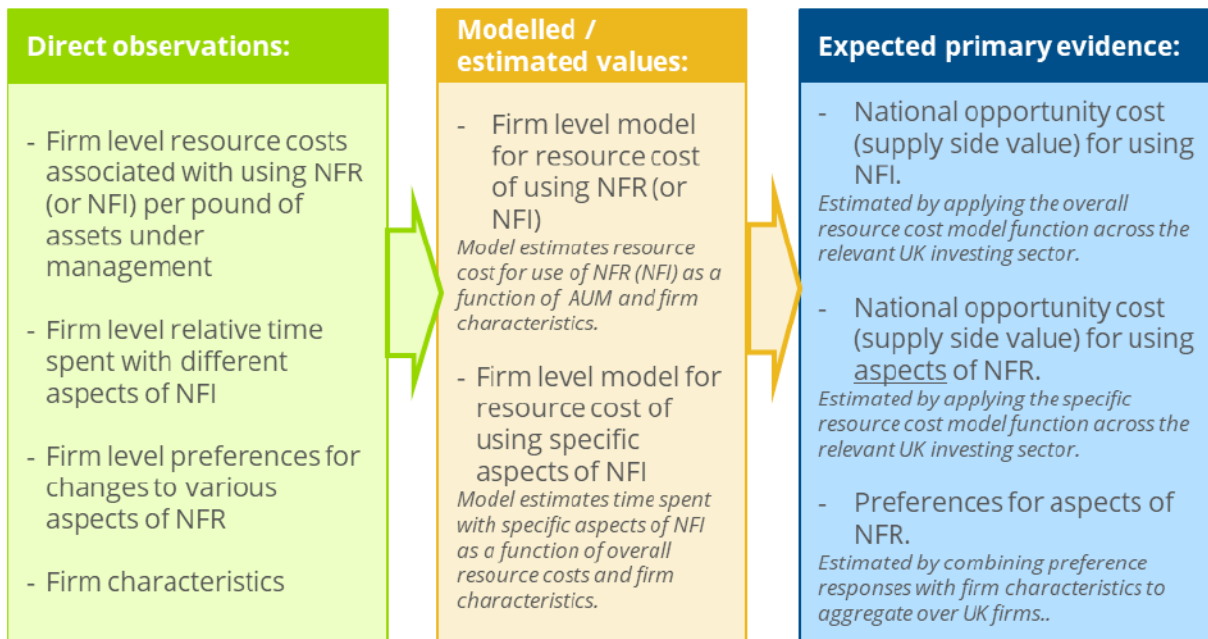 Direct observations:
- Firm level resource costs
associated with using NFR
(or NFI) per pound of
assets under
management
- Firm level relative time
spent with different
aspects of NFI
- Firm level preferences for
changes to various
aspects of NFR
- Firm characteristics
Modelled /
estimated values:
- Firm level model
for resource cost
of using NFR (or
NFI)
Model estimates resource
cost for use of NFR (NFI) as a
function of AUM and firm
characteristics.
- Firm level model for
resource cost of
using specific
aspects of NFI
Model estimates time spent
with specific aspects of NFI
as a function of overall
resource costs and firm
characteristics.
Expected primary evidence:
- National opportunity cost
(supply side value) for using
NFI.
Estimated by applying the overall
resource cost model function across the
relevant UK investing sector.
- National opportunity cost
(supply side value) for using
aspects of NFR.
Estimated by applying the specific
resource cost model function across the
relevant UK investing sector.
- Preferences for aspects of
NFR.
Estimated by combining preference
responses with firm characteristics to
aggregate over UK firms..